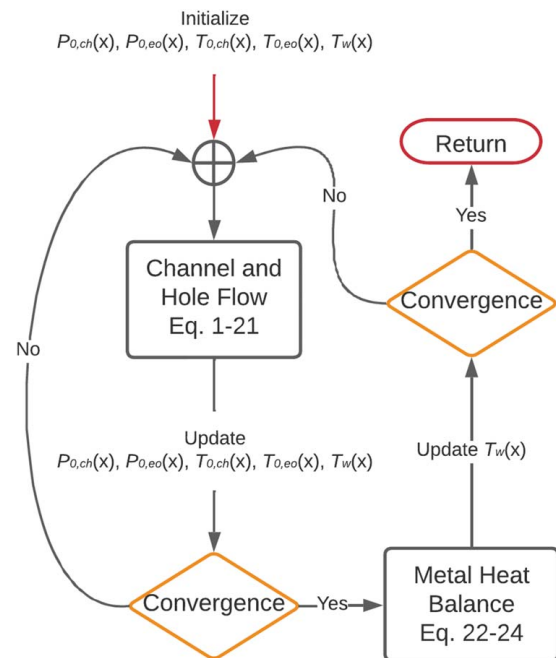 Initialize
P0,ch(x), P0,eo(x), T0,ch(x), T0,eo(x), Tw(x)
Return
No
Yes
Channel and
Hole Flow
Eq. 1-21
Convergence
No
Update
P0,ch(x), P0,eo(x), T0,ch(x), T0,eo(x), Tw(x)
Update Tw(x)
Convergence
Yes
Metal Heat
Balance
Eq. 22-24